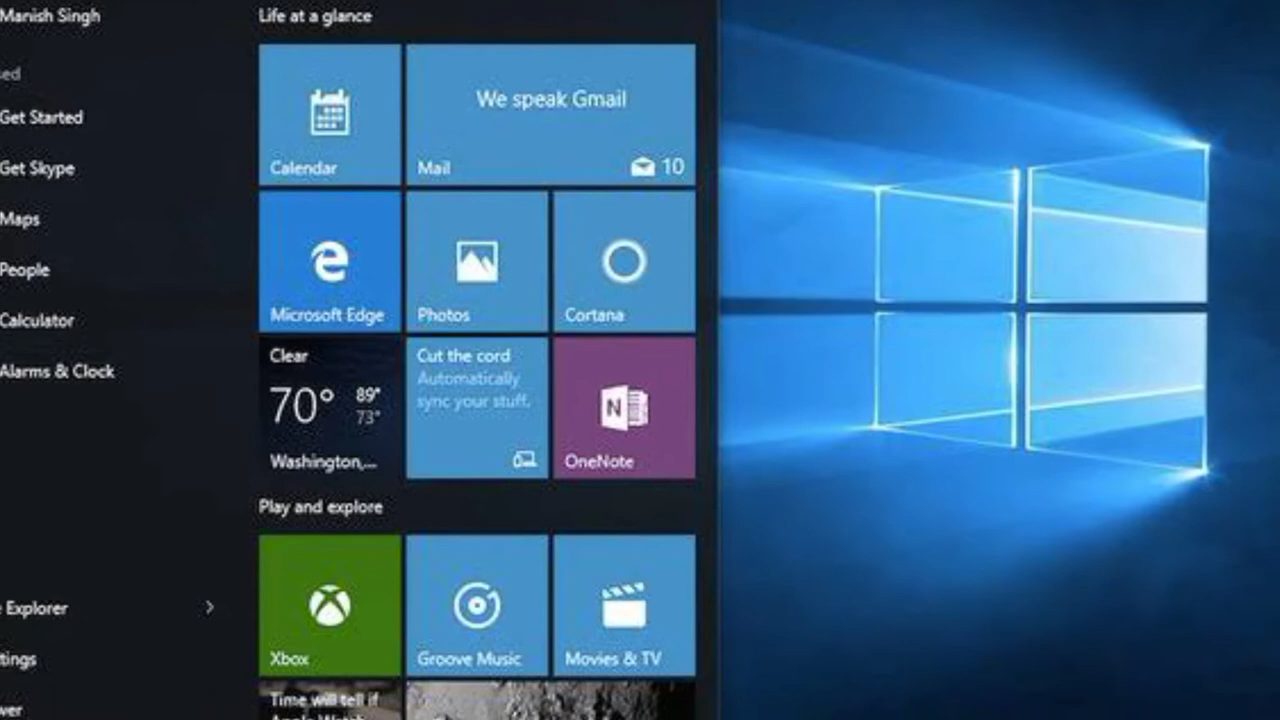 Manish Singh
Get Started
Get Skype
Maps
People
Calculator
Alarms & Clock
Explorer
Life at a glance
Calendar
We speak Gmail
Mail
10
Microsoft Edge
Photos
Cortana
Clear
70°
89°
73°
Washington,...
Cut the cord
Automatically
sync your stuff.
N
OneNote
Play and explore
Xbox
Groove Music
Movies & TV
Time will tell if
Apple Watch